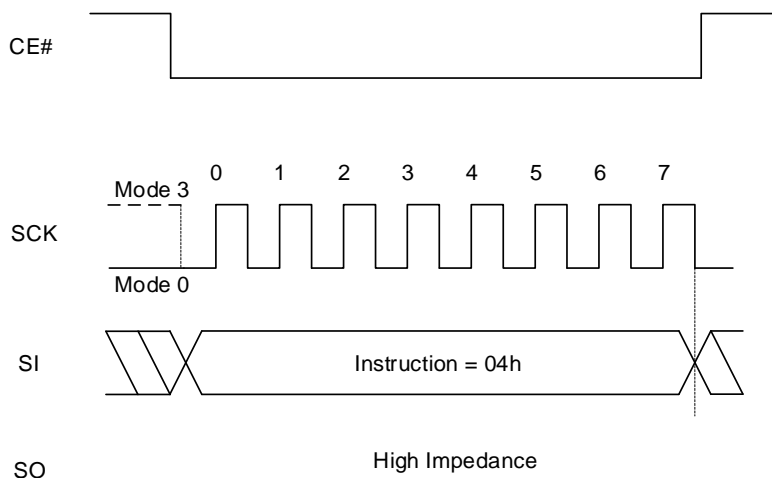 CE#
0 1 2 3 4 5 6 7
Mode 3
SCK
Mode 0
SI
Instruction = 04h
High Impedance
SO